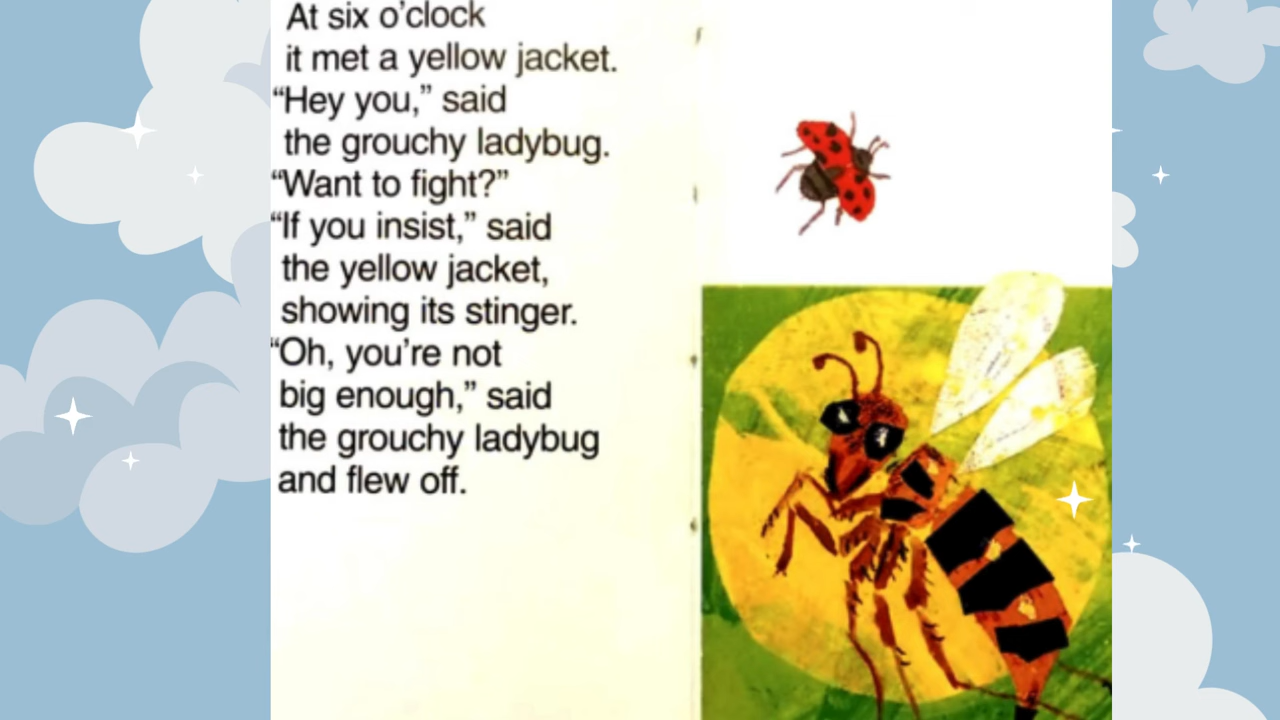 At six o’clock
it met a yellow jacket.
“Hey you,” said
the grouchy ladybug.
“Want to fight?”
“If you insist,” said
the yellow jacket,
showing its stinger.
“Oh, you’re not
big enough,” said
the grouchy ladybug
and flew off.